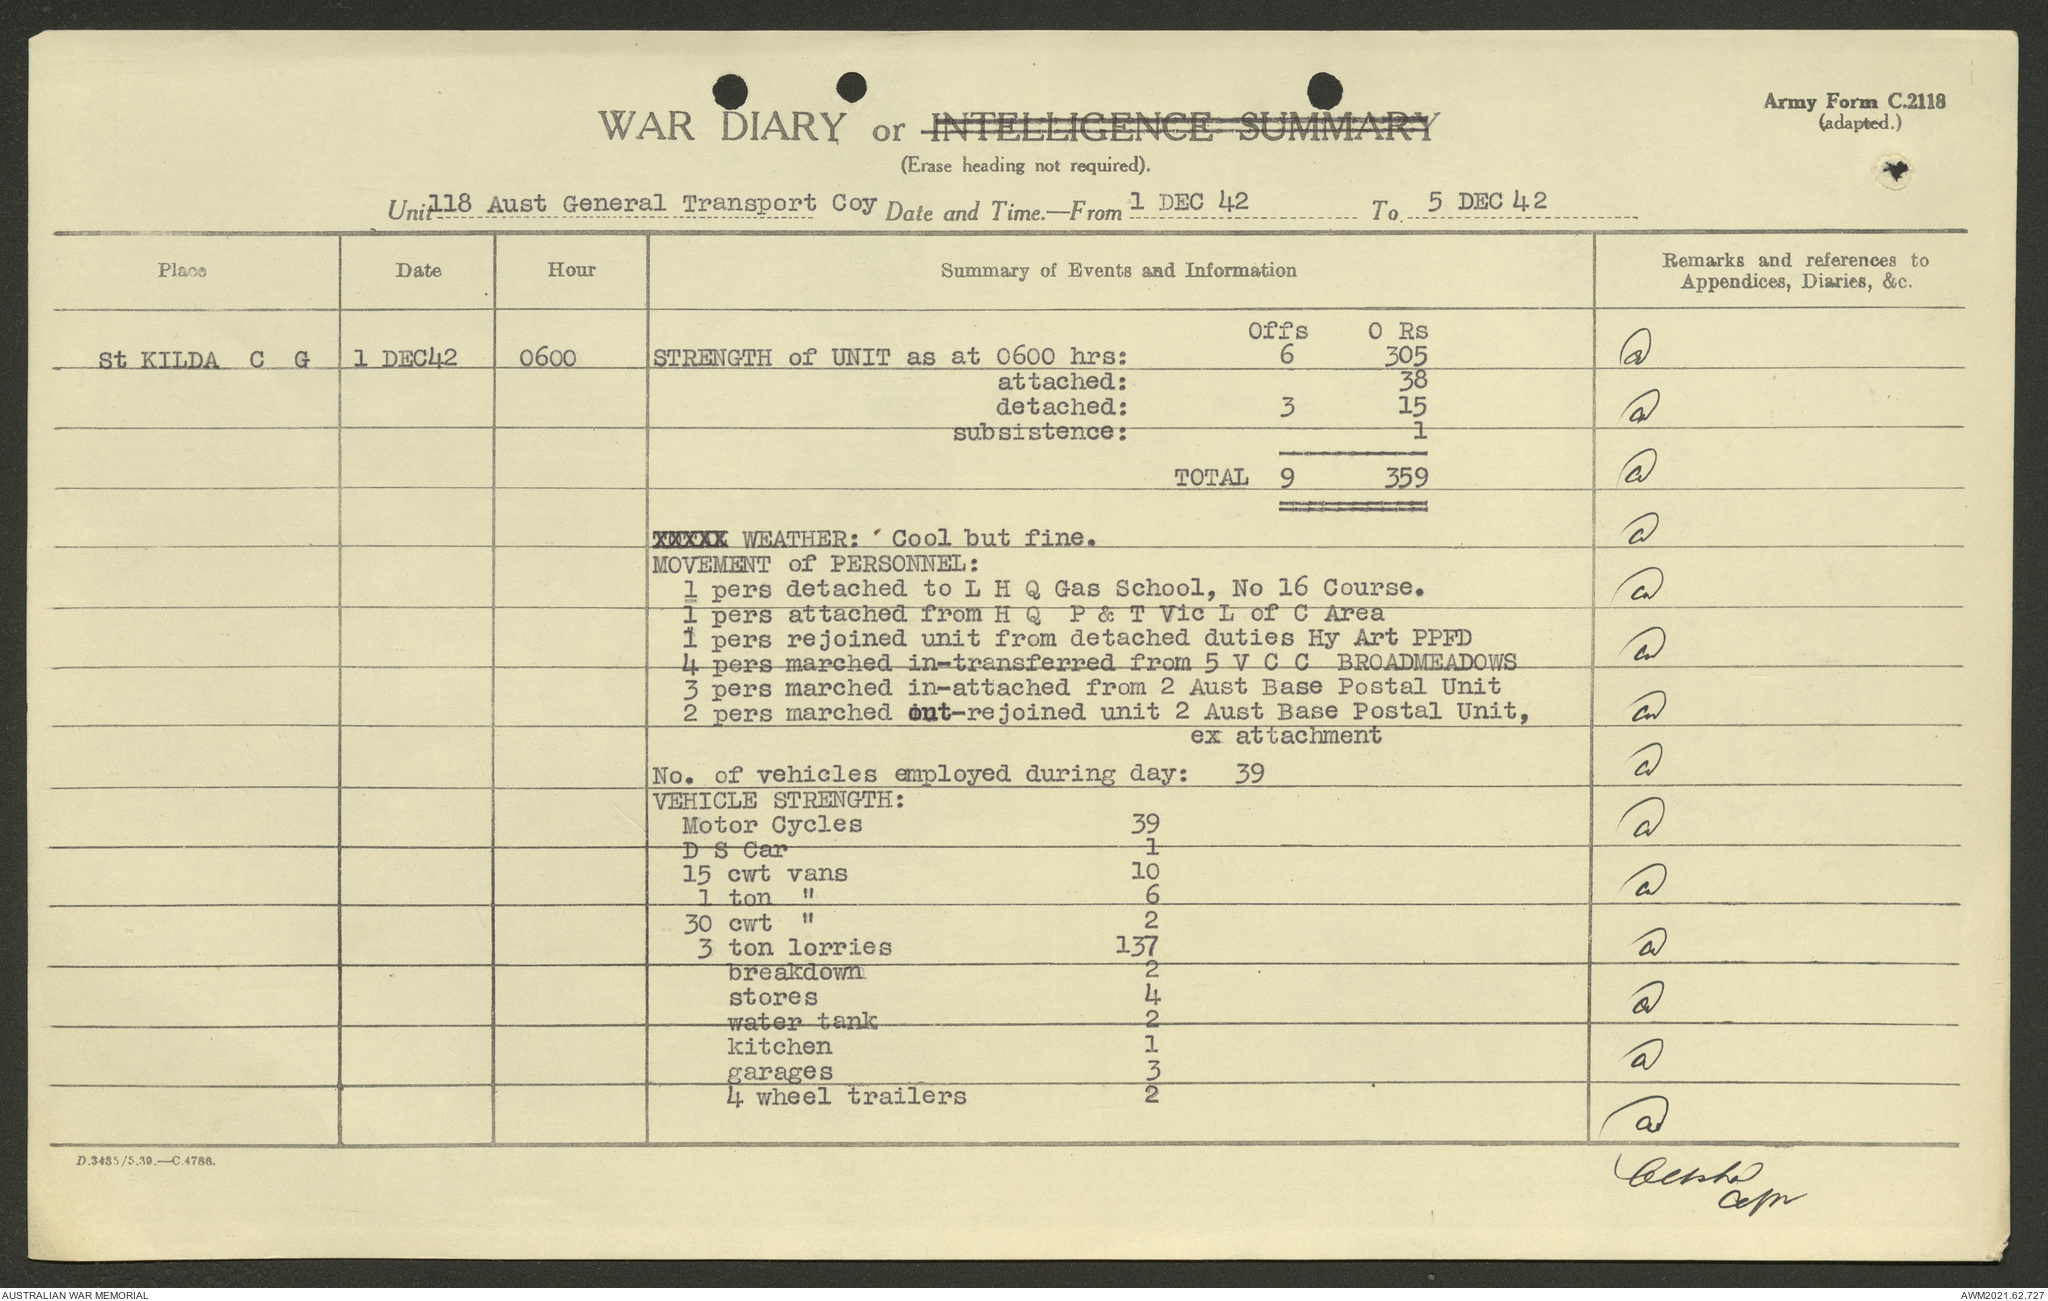 Army Form C.2118
(adapted.)
WAR DIARY or INTELLIGENCE SUMMARY
(Erase heading not required).
Unit 118 Aust General Transport Coy Date and Time.—From 1 DEC 42 To 5 DEC 42
Place Date Hour Summary of Events and Information Remarks and references to
Appendices, Diaries, &c.
Offs O Rs
St KILDA C G 1 DEC42 0600 STRENGTH of UNIT as at 0600 hrs: 6 305
attached: 38
detached: 3 15
subsistence: 1
TOTAL 9 359
XXXXX WEATHER: Cool but fine.
MOVEMENT of PERSONNEL:
1 pers detached to L H Q Gas School, No 16 Course.
1 pers attached from H Q P & T Vic L of C Area
1 pers rejoined unit from detached duties Hy Art PPFD
4 pers marched in-transferred from 5 V C C BROADMEADOWS
3 pers marched in-attached from 2 Aust Base Postal Unit
2 pers marched out-rejoined unit 2 Aust Base Postal Unit,
ex attachment
No. of vehicles employed during day: 39
VEHICLE STRENGTH:
Motor Cycles 39
D S Car 1
15 cwt vans 10
1 ton " 6
30 cwt " 2
3 ton lorries 137
breakdown 2
stores 4
water tank 2
kitchen 1
garages 3
4 wheel trailers 2
D.3485/5.39.—C.4786.
AUSTRALIAN WAR MEMORIAL
AWM2021.62.727